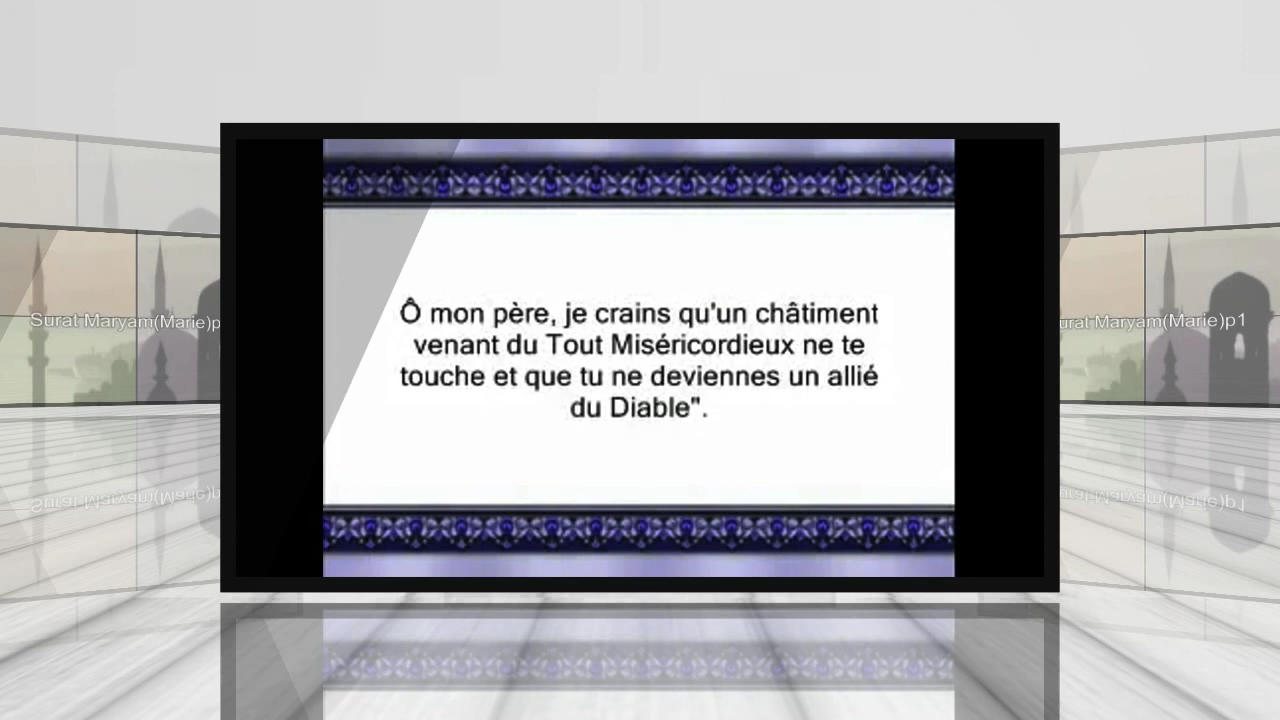 Ô mon père, je crains qu'un châtiment
venant du Tout Miséricordieux ne te
touche et que tu ne deviennes un allié
du Diable".
Surat Maryam(Marie)p
urat Maryam(Marie)p1